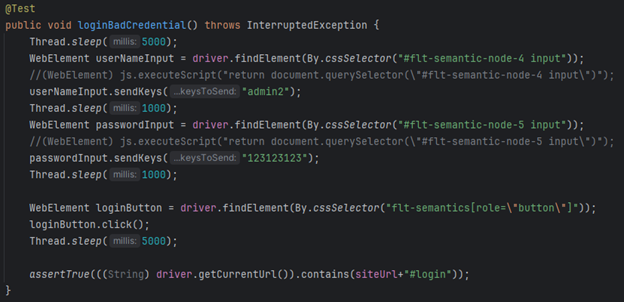 @Test
public void loginBadCredential() throws InterruptedException {
Thread.sleep( millis: 5000);
WebElement userNameInput = driver.findElement(By.cssSelector("#flt-semantic-node-4 input"));
//(WebElement) js.executeScript("return document.querySelector(\"#flt-semantic-node-4 input\")");
userNameInput.sendKeys( ...keysToSend: "admin2");
Thread.sleep( millis: 1000);
WebElement passwordInput = driver.findElement(By.cssSelector("#flt-semantic-node-5 input"));
//(WebElement) js.executeScript("return document.querySelector(\"#flt-semantic-node-5 input\")");
passwordInput.sendKeys( ...keysToSend: "123123123");
Thread.sleep( millis: 1000);
WebElement loginButton = driver.findElement(By.cssSelector("flt-semantics[role=\"button\"]"));
loginButton.click();
Thread.sleep( millis: 5000);
assertTrue(((String) driver.getCurrentUrl()).contains(siteUrl+"#login"));
}